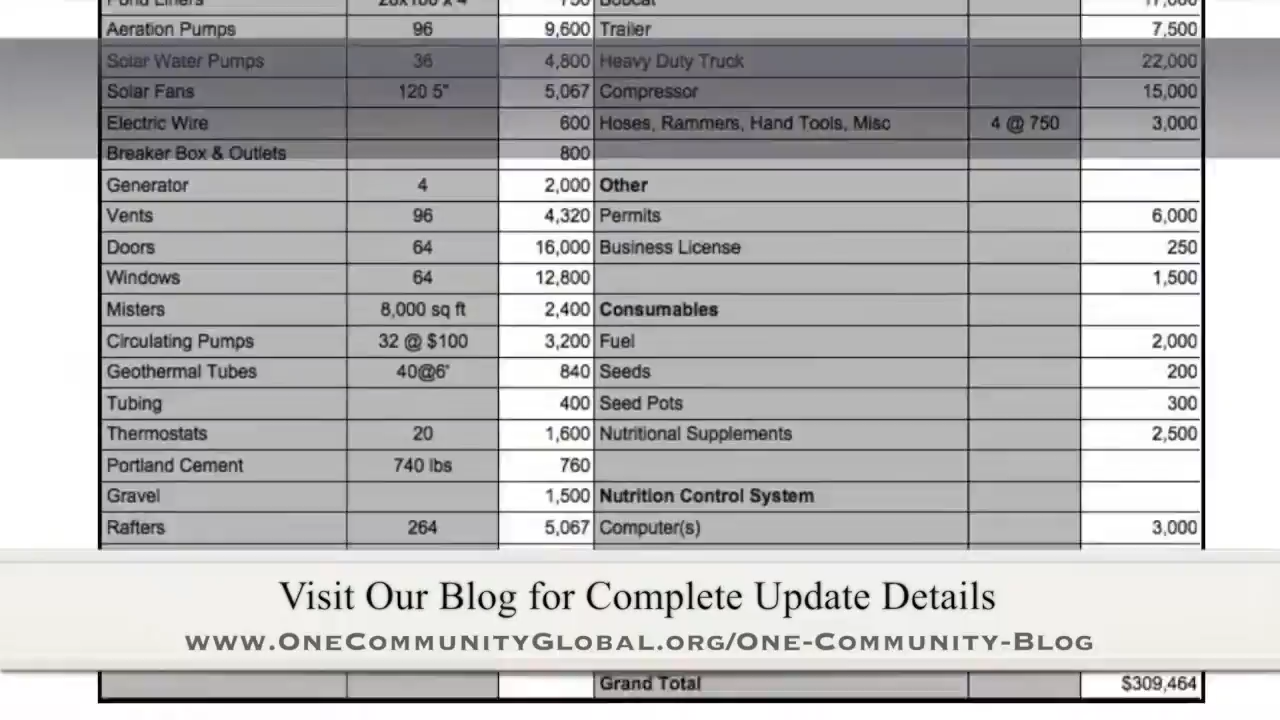 Pond Liners 28x100 x 4 750 Bobcat 17,000
Aeration Pumps 96 9,600 Trailer 7,500
Solar Water Pumps 36 4,800 Heavy Duty Truck 22,000
Solar Fans 120 5" 5,067 Compressor 15,000
Electric Wire 600 Hoses, Rammers, Hand Tools, Misc 4 @ 750 3,000
Breaker Box & Outlets 800
Generator 4 2,000 Other
Vents 96 4,320 Permits 6,000
Doors 64 16,000 Business License 250
Windows 64 12,800 1,500
Misters 8,000 sq ft 2,400 Consumables
Circulating Pumps 32 @ $100 3,200 Fuel 2,000
Geothermal Tubes 40@6' 840 Seeds 200
Tubing 400 Seed Pots 300
Thermostats 20 1,600 Nutritional Supplements 2,500
Portland Cement 740 lbs 760
Gravel 1,500 Nutrition Control System
Rafters 264 5,067 Computer(s) 3,000
Visit Our Blog for Complete Update Details
www.OneCommunityGlobal.org/One-Community-Blog
Grand Total $309,464